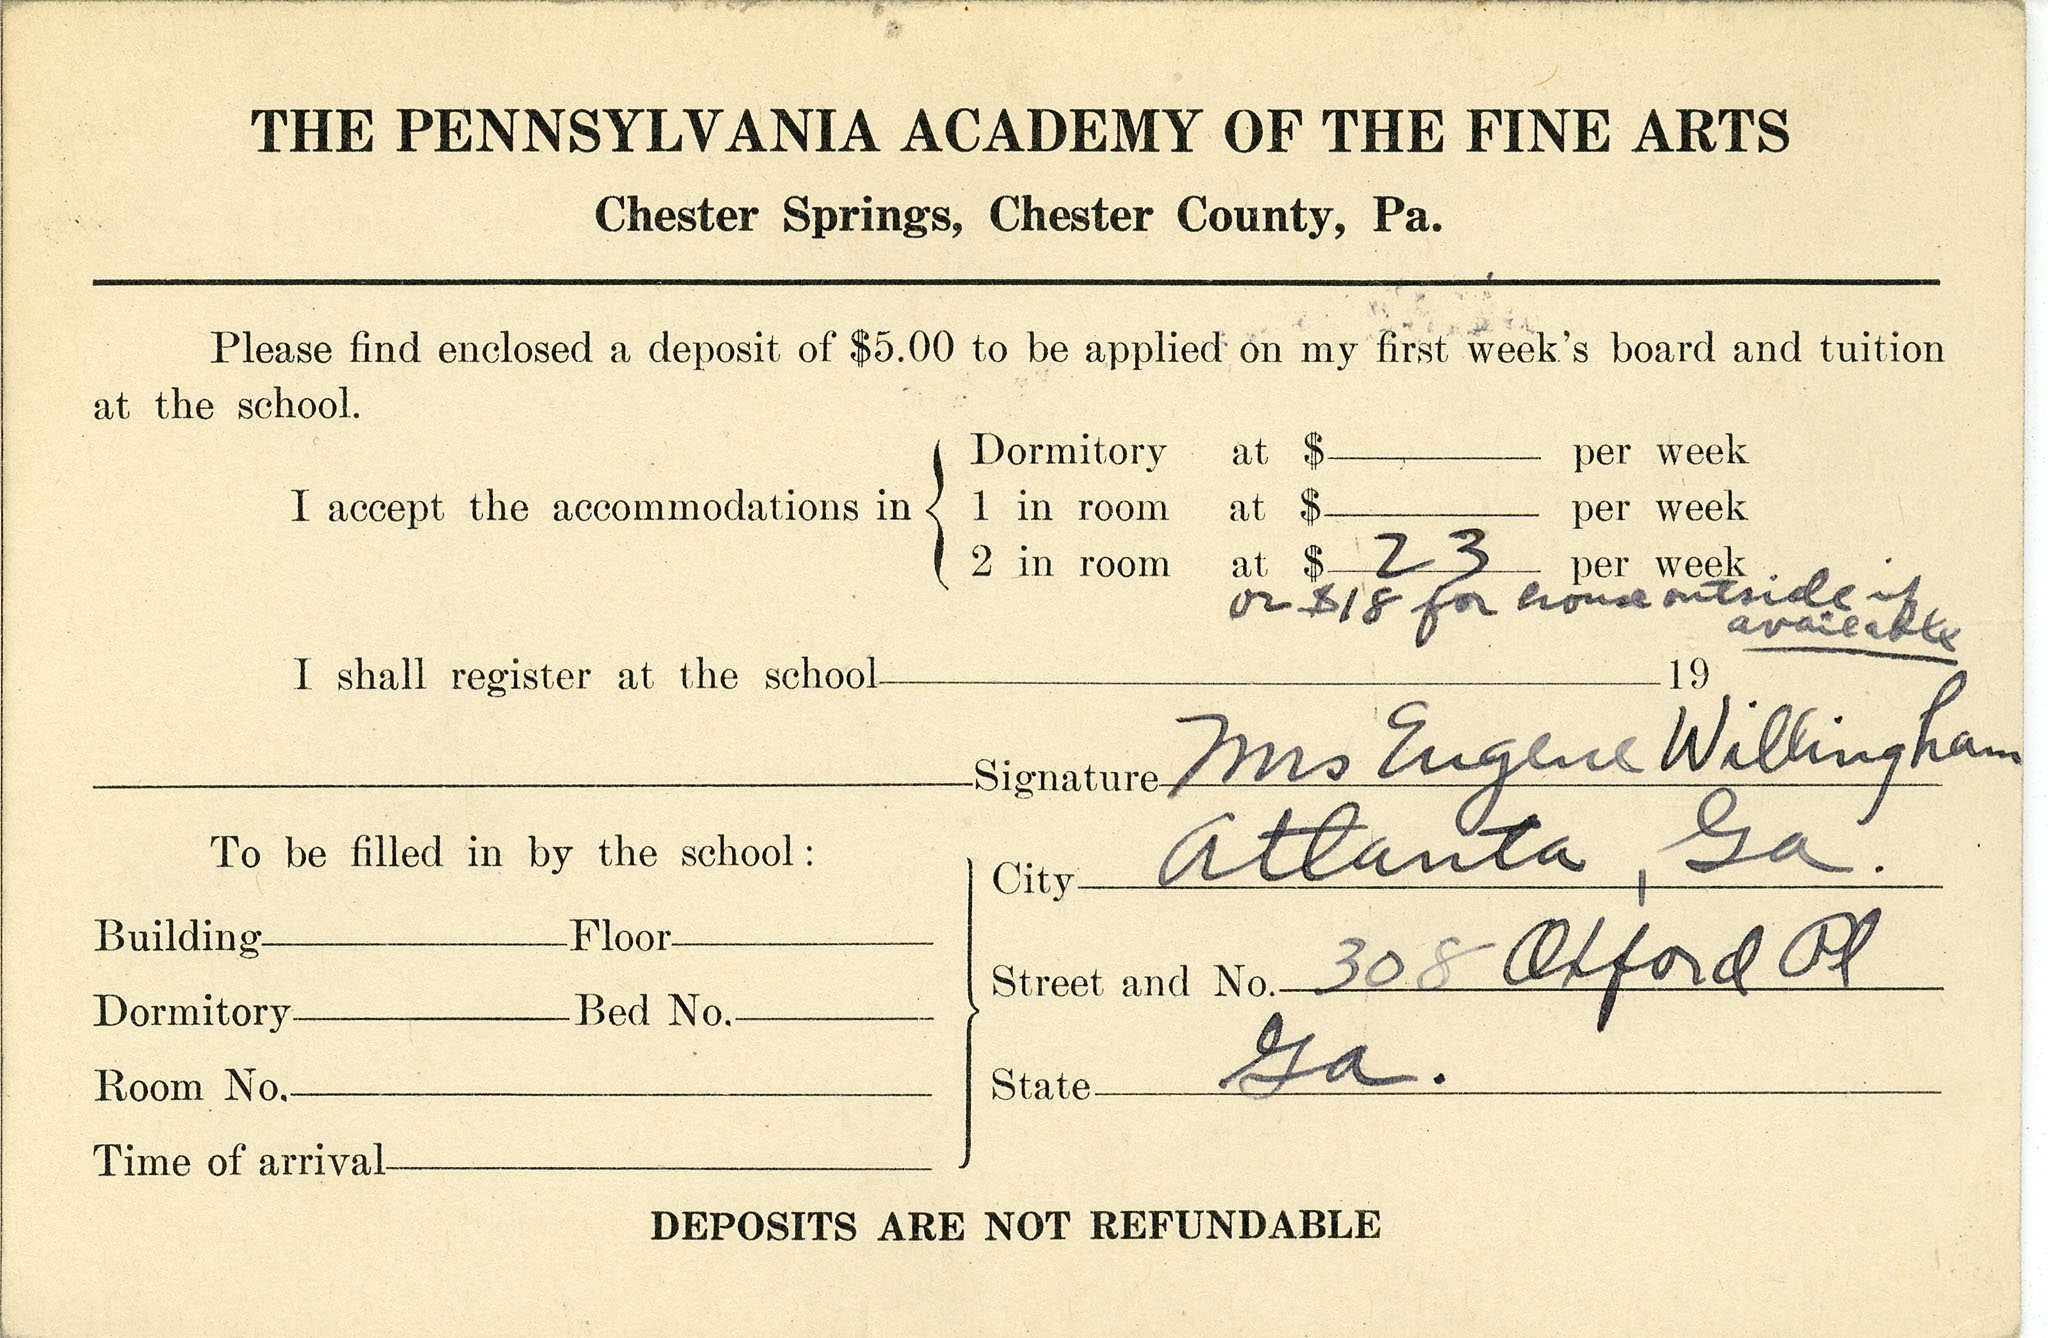 THE PENNSYLVANIA ACADEMY OF THE FINE ARTS
Chester Springs, Chester County, Pa.
Please find enclosed a deposit of $5.00 to be applied on my first week's board and tuition
at the school.
I accept the accommodations in
Dormitory at $ per week
1 in room at $ per week
2 in room at $ 23 per week
or $18 for house outside if
available
I shall register at the school 19
Signature Mrs Eugene Willingham
To be filled in by the school:
Building Floor
Dormitory Bed No.
Room No.
Time of arrival
City Atlanta, Ga.
Street and No. 308 Oxford Pl
State Ga.
DEPOSITS ARE NOT REFUNDABLE